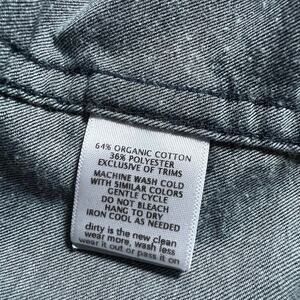 64% ORGANIC COTTON
36% POLYESTER
EXCLUSIVE OF TRIMS
MACHINE WASH COLD
WITH SIMILAR COLORS
GENTLE CYCLE
DO NOT BLEACH
HANG TO DRY
IRON COOL AS NEEDED
dirty is the new clean
wear more, wash less
wear it out or pass it on